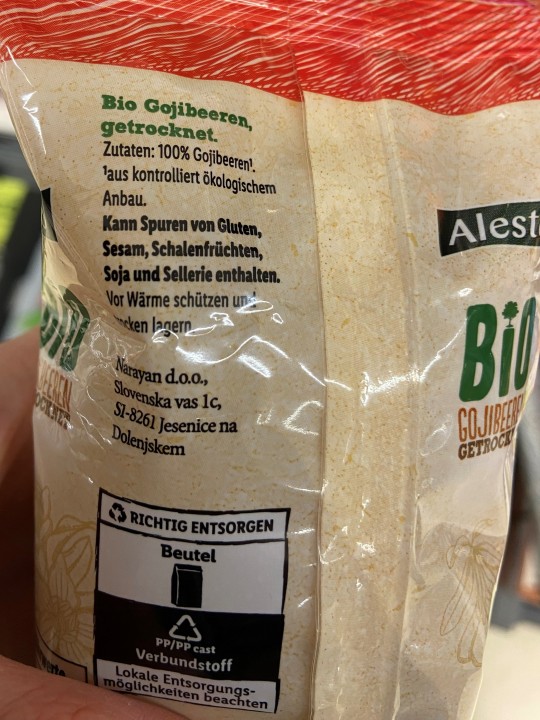 Bio Gojibeeren,
getrocknet.
Zutaten: 100% Gojibeeren¹.
¹aus kontrolliert ökologischem
Anbau.
Kann Spuren von Gluten,
Sesam, Schalenfrüchten,
Soja und Sellerie enthalten.
Vor Wärme schützen und
lagern.
Narayan d.o.o.,
Slovenska vas 1c,
SI-8261 Jesenice na
Dolenjskem
RICHTIG ENTSORGEN
Beutel
PP/PP cast
Verbundstoff
Lokale Entsorgungs-
möglichkeiten beachten
Alest
BiO
GOJIBEERE
GETROCK